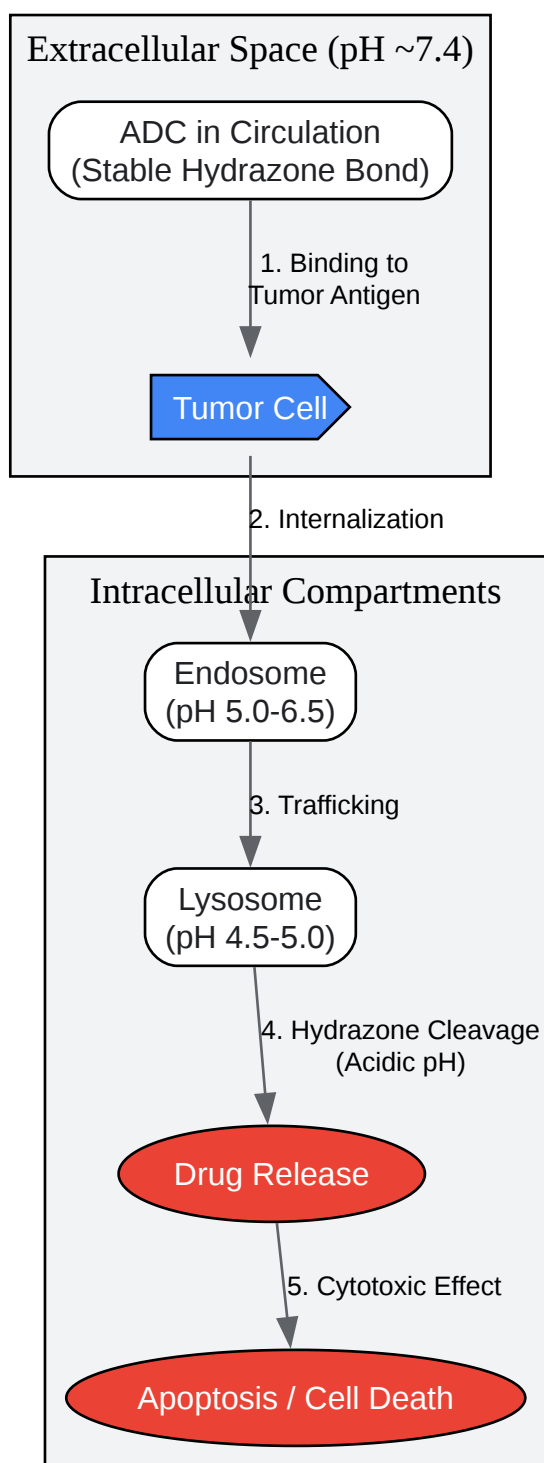 Extracellular Space (pH ~7.4)
ADC in Circulation
(Stable Hydrazone Bond)
1. Binding to
Tumor Antigen
Tumor Cell
2. Internalization
Intracellular Compartments
Endosome
(pH 5.0-6.5)
3. Trafficking
Lysosome
(pH 4.5-5.0)
4. Hydrazone Cleavage
(Acidic pH)
Drug Release
5. Cytotoxic Effect
Apoptosis / Cell Death